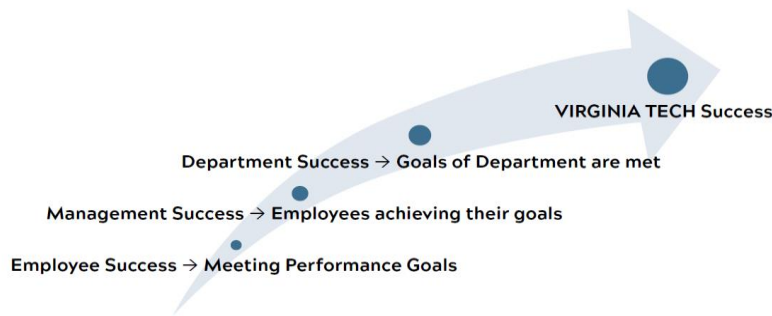 VIRGINIA TECH Success
Department Success → Goals of Department are met
Management Success → Employees achieving their goals
Employee Success → Meeting Performance Goals